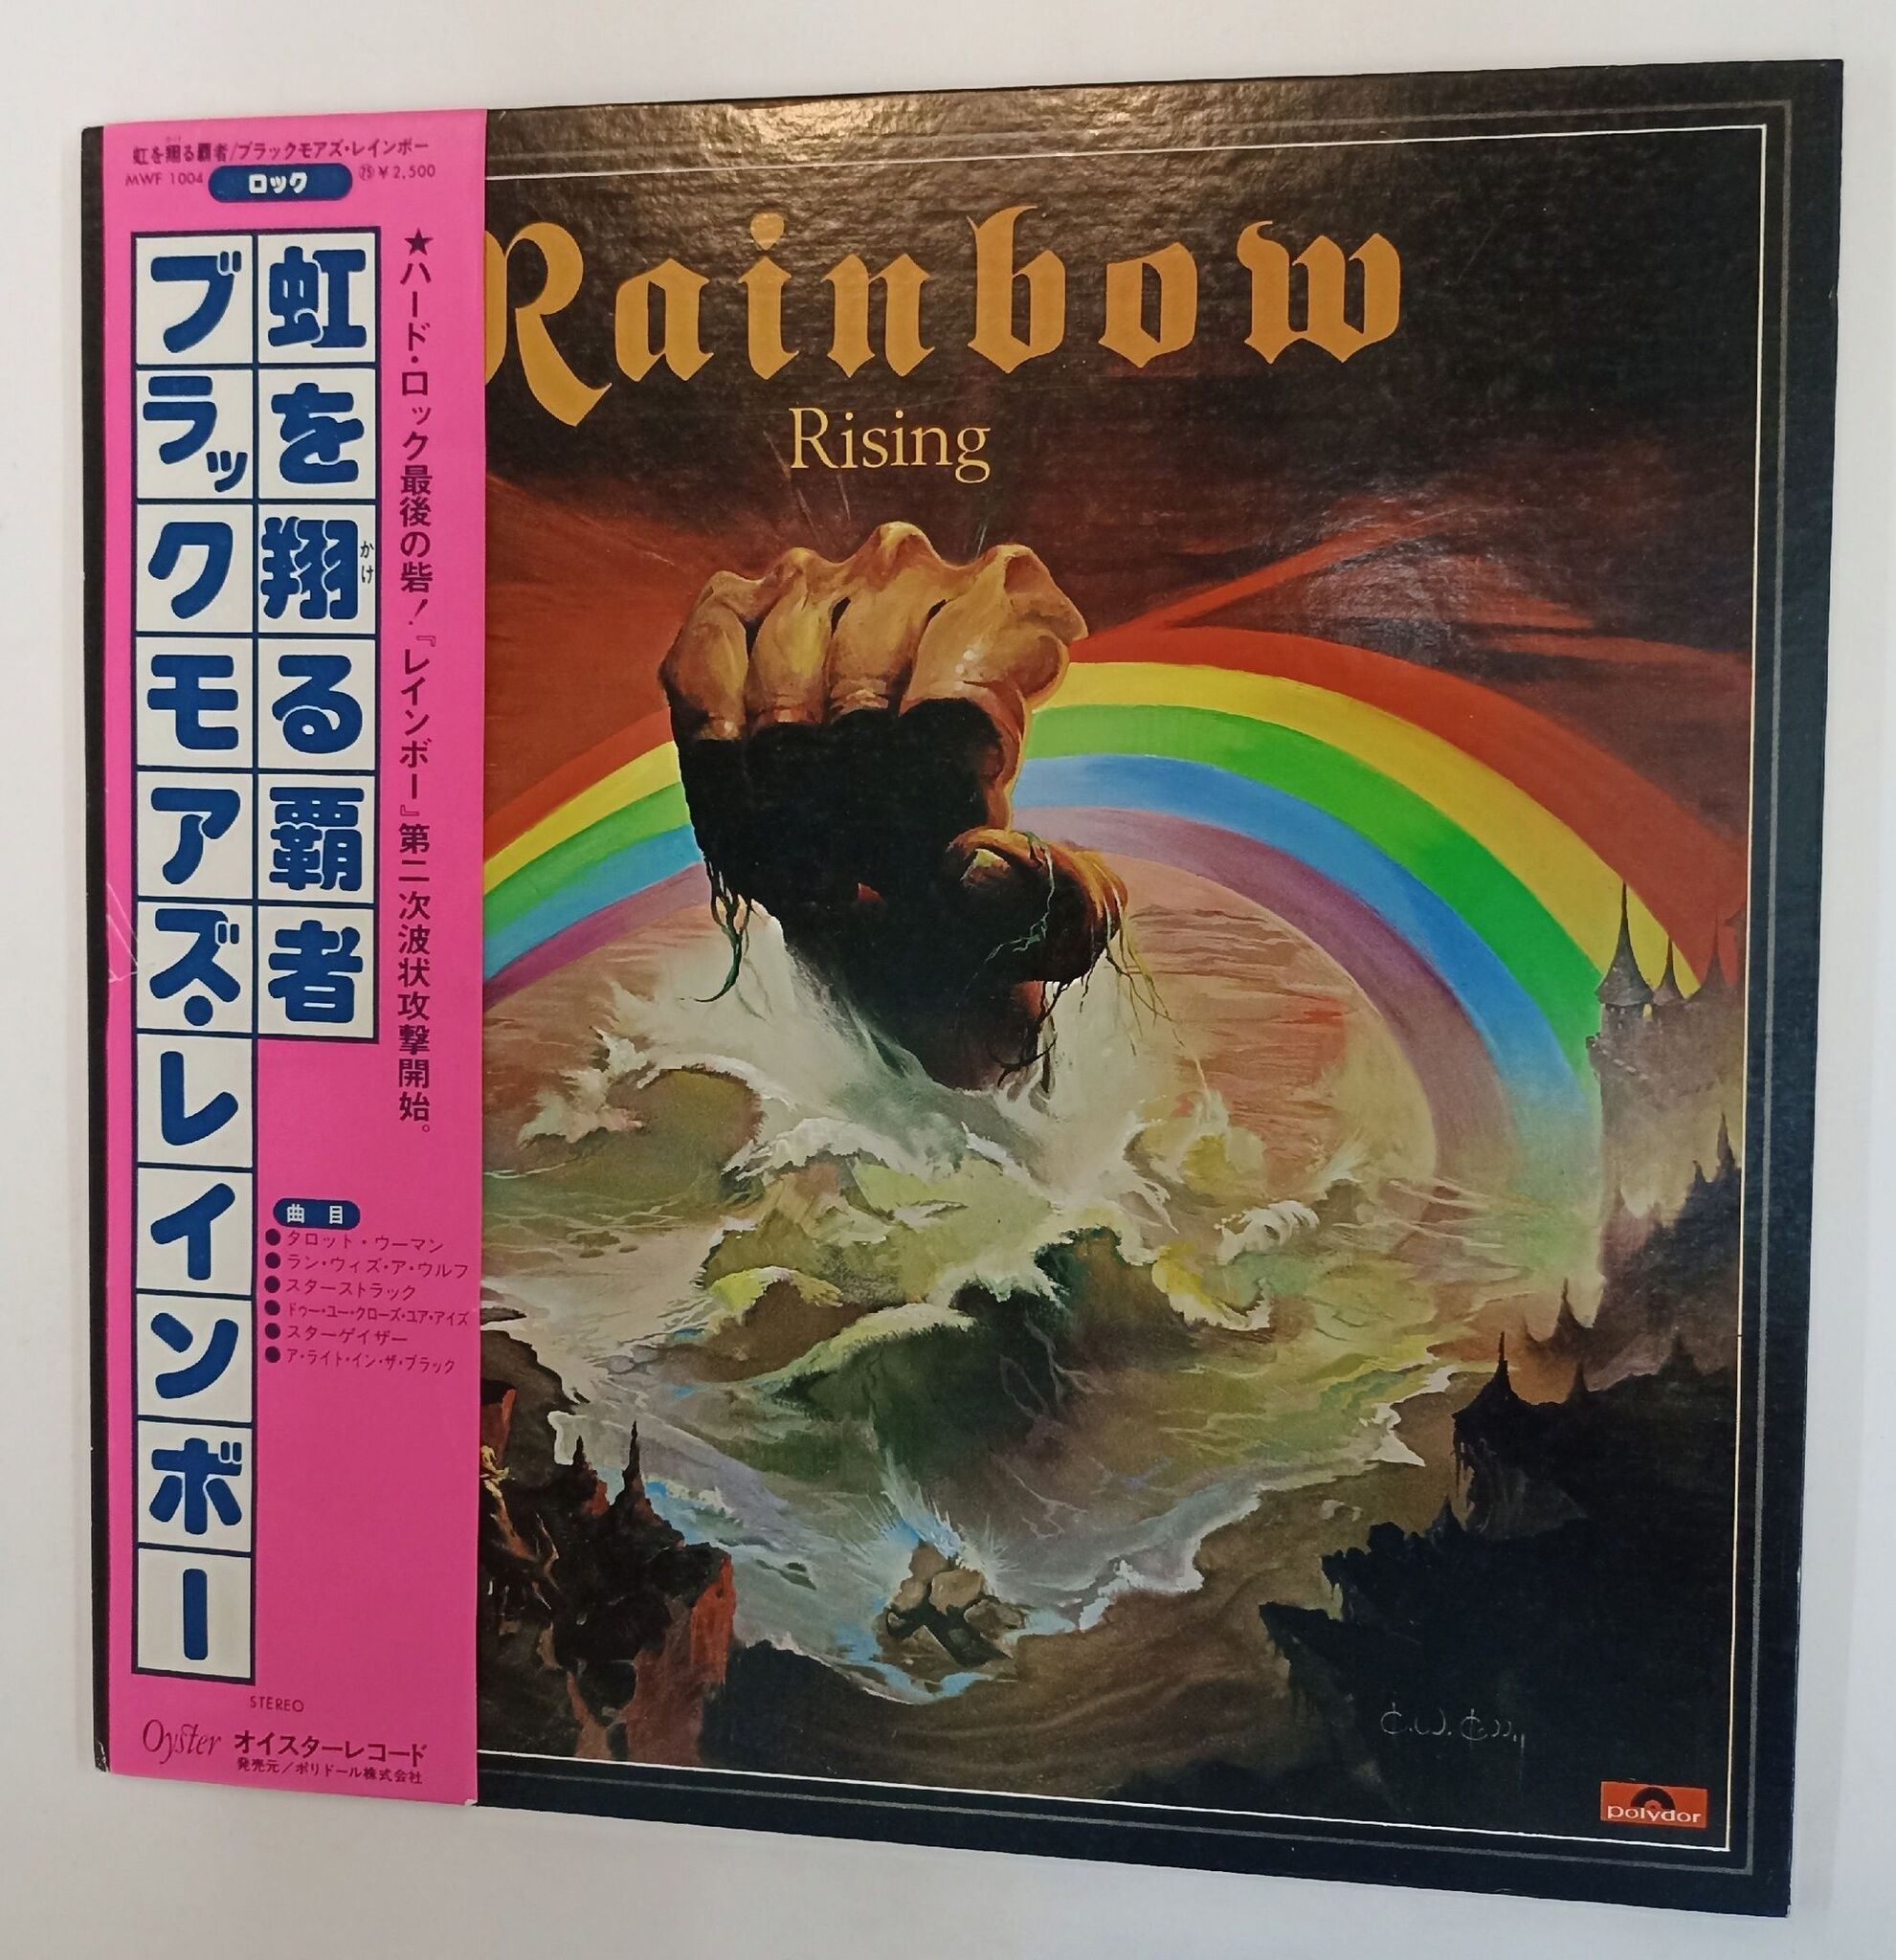 虹を翔る覇者/ブラックモアズ・レインボー
MWF 1004
ロック
㉕¥2,500
★ハード・ロック最後の砦!『レインボー』第二次波状攻撃開始。
虹を翔る覇者
かけ
ブラックモアズ・レインボー
曲目
●タロット・ウーマン
●ラン・ウィズ・ア・ウルフ
●スターストラック
●ドゥー・ユー・クローズ・ユア・アイズ
●スターゲイザー
●ア・ライト・イン・ザ・ブラック
STEREO
Oyster オイスターレコード
発売元/ポリドール株式会社
Rainbow
Rising
polydor